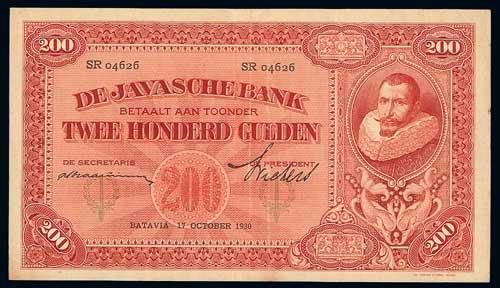 200 200
SR 04626 SR 04626
DE JAVASCHE BANK
BETAALT AAN TOONDER
TWEE HONDERD GULDEN
DE SECRETARIS DE PRESIDENT
200
BATAVIA 17 OCTOBER 1930
200 200